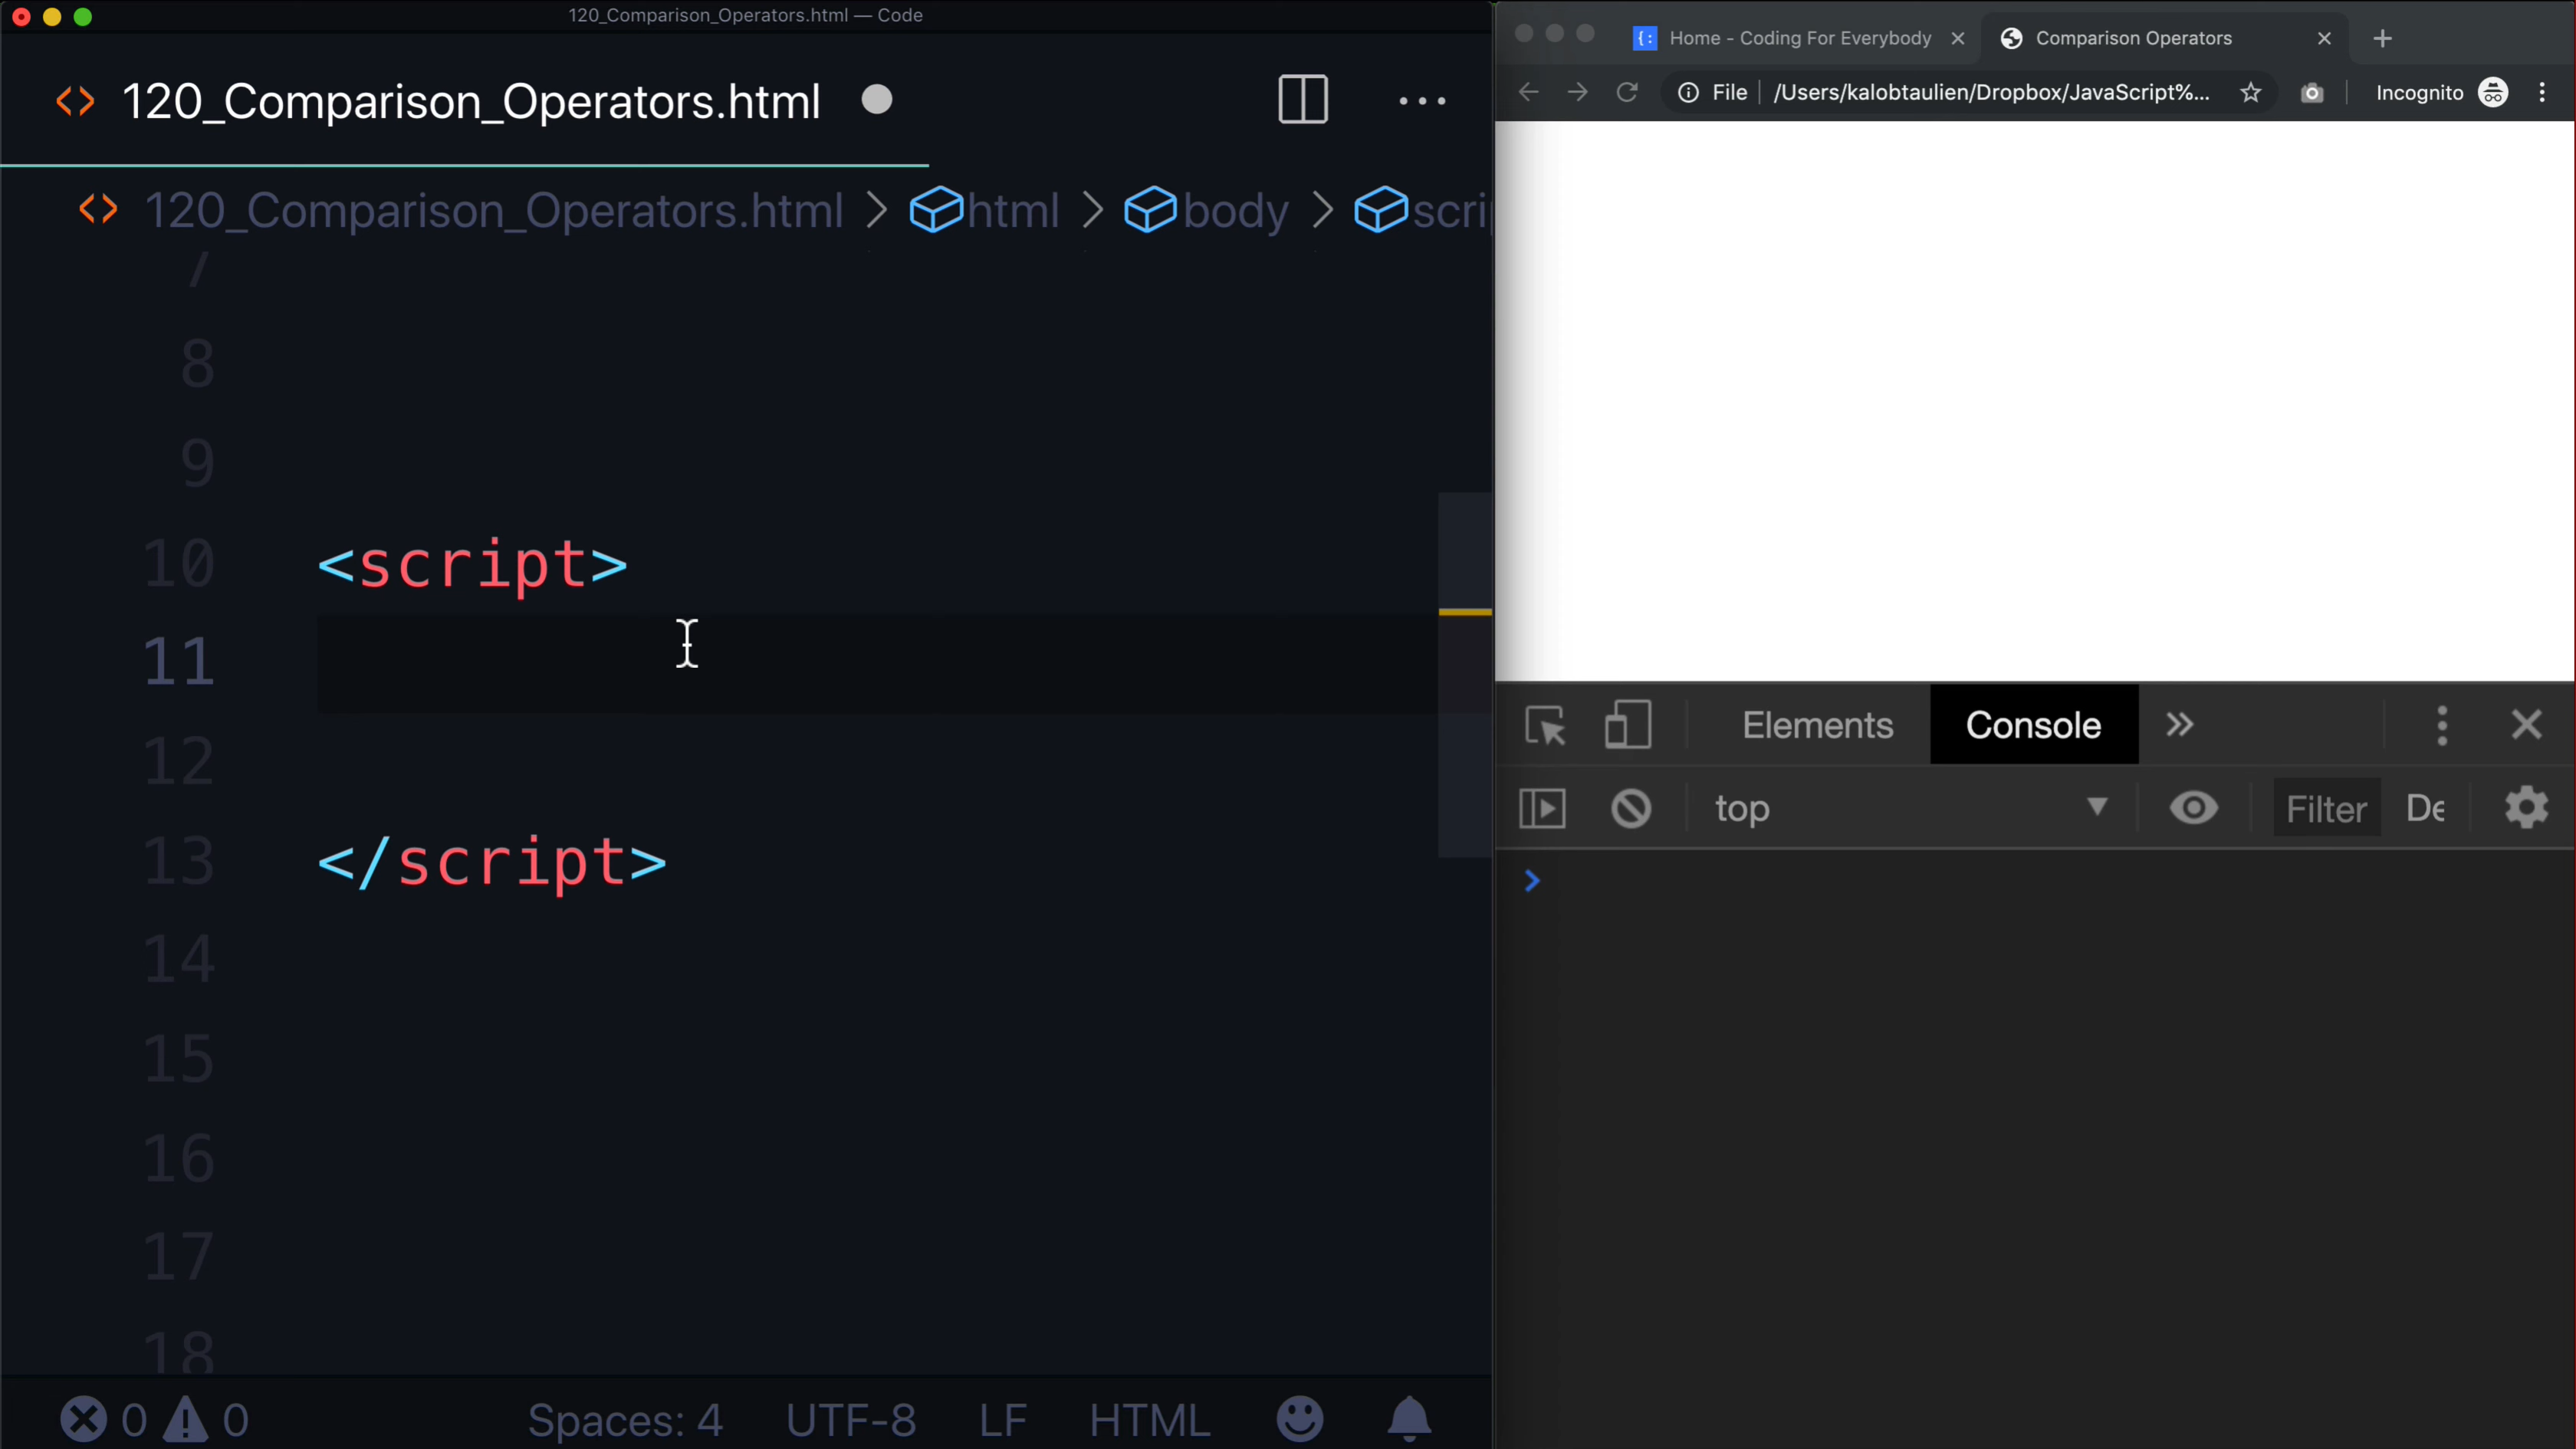 120_Comparison_Operators.html — Code
120_Comparison_Operators.html
120_Comparison_Operators.html > html > body > scri
7
8
9
10 <script>
11
12
13 </script>
14
15
16
17
18
0 0 Spaces: 4 UTF-8 LF HTML
Home - Coding For Everybody
Comparison Operators
File /Users/kalobtaulien/Dropbox/JavaScript%... Incognito
Elements Console
top Filter De